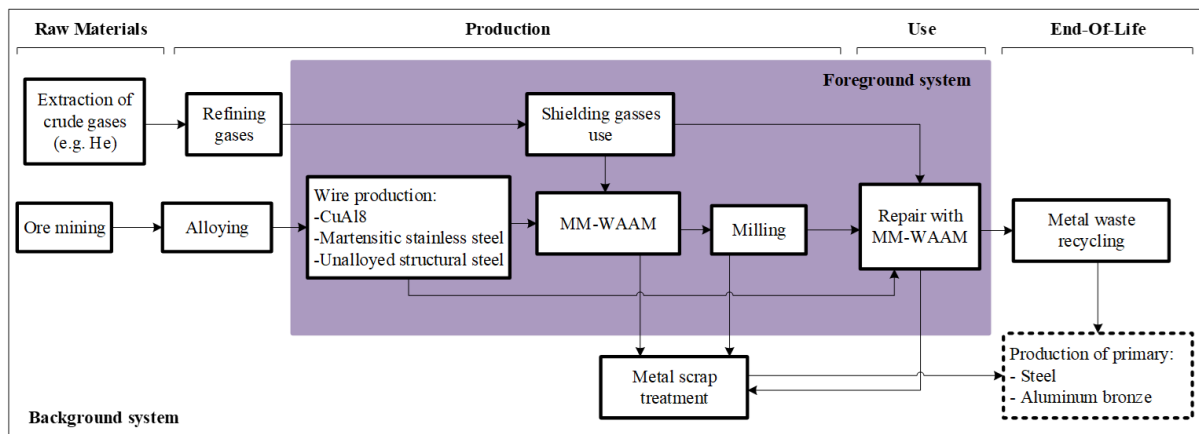 Raw Materials
Production
Use
End-Of-Life
Foreground system
Extraction of
crude gases
(e.g. He)
Refining
gases
Shielding gasses
use
Ore mining
Alloying
Wire production:
-CuAl8
-Martensitic stainless steel
-Unalloyed structural steel
MM-WAAM
Milling
Repair with
MM-WAAM
Metal waste
recycling
Metal scrap
treatment
Production of primary:
- Steel
- Aluminum bronze
Background system